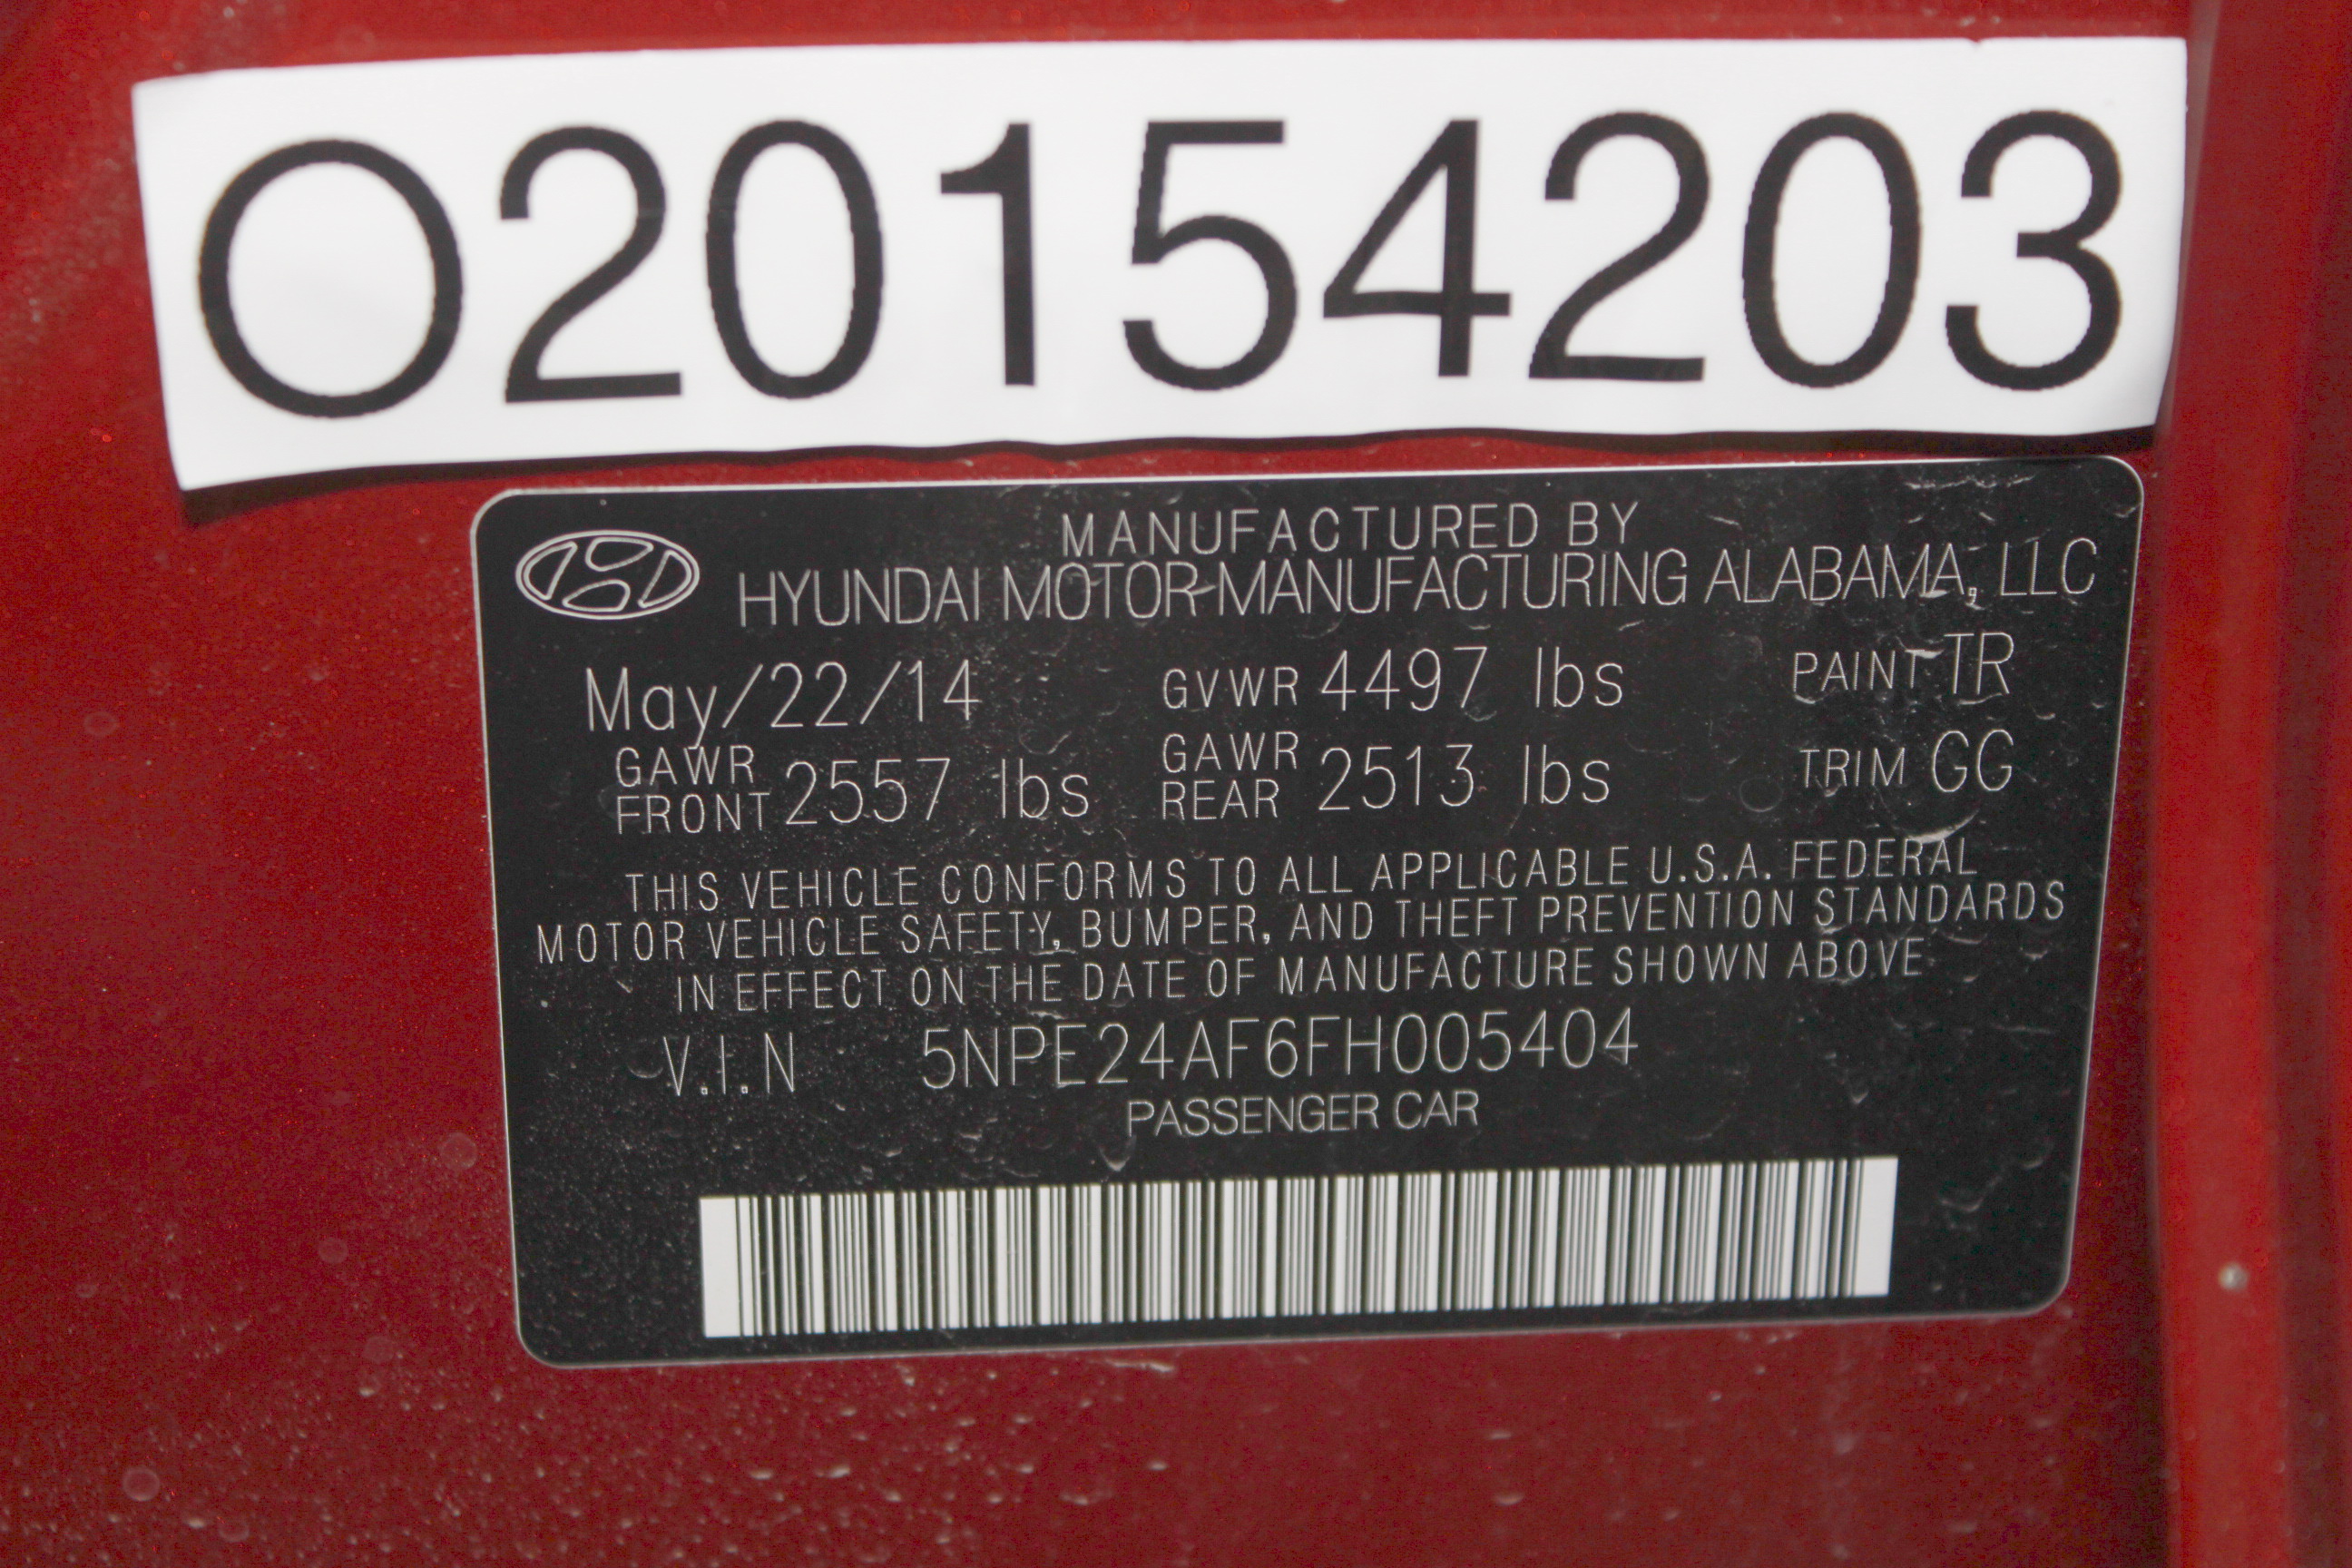 O20154203
MANUFACTURED BY
HYUNDAI MOTOR MANUFACTURING ALABAMA, LLC
May/22/14 GVWR 4497 lbs PAINT TR
GAWR FRONT 2557 lbs GAWR REAR 2513 lbs TRIM GG
THIS VEHICLE CONFORMS TO ALL APPLICABLE U.S.A. FEDERAL
MOTOR VEHICLE SAFETY, BUMPER, AND THEFT PREVENTION STANDARDS
IN EFFECT ON THE DATE OF MANUFACTURE SHOWN ABOVE
V.I.N 5NPE24AF6FH005404
PASSENGER CAR